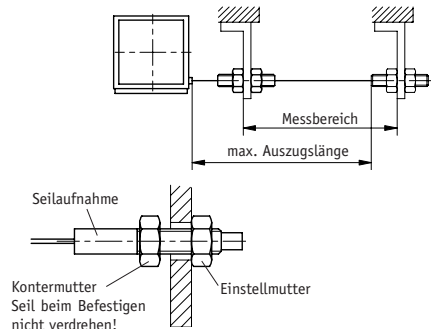 Messbereich
max. Auszugslänge
Seilaufnahme
Kontermutter
Seil beim Befestigen
nicht verdrehen!
Einstellmutter